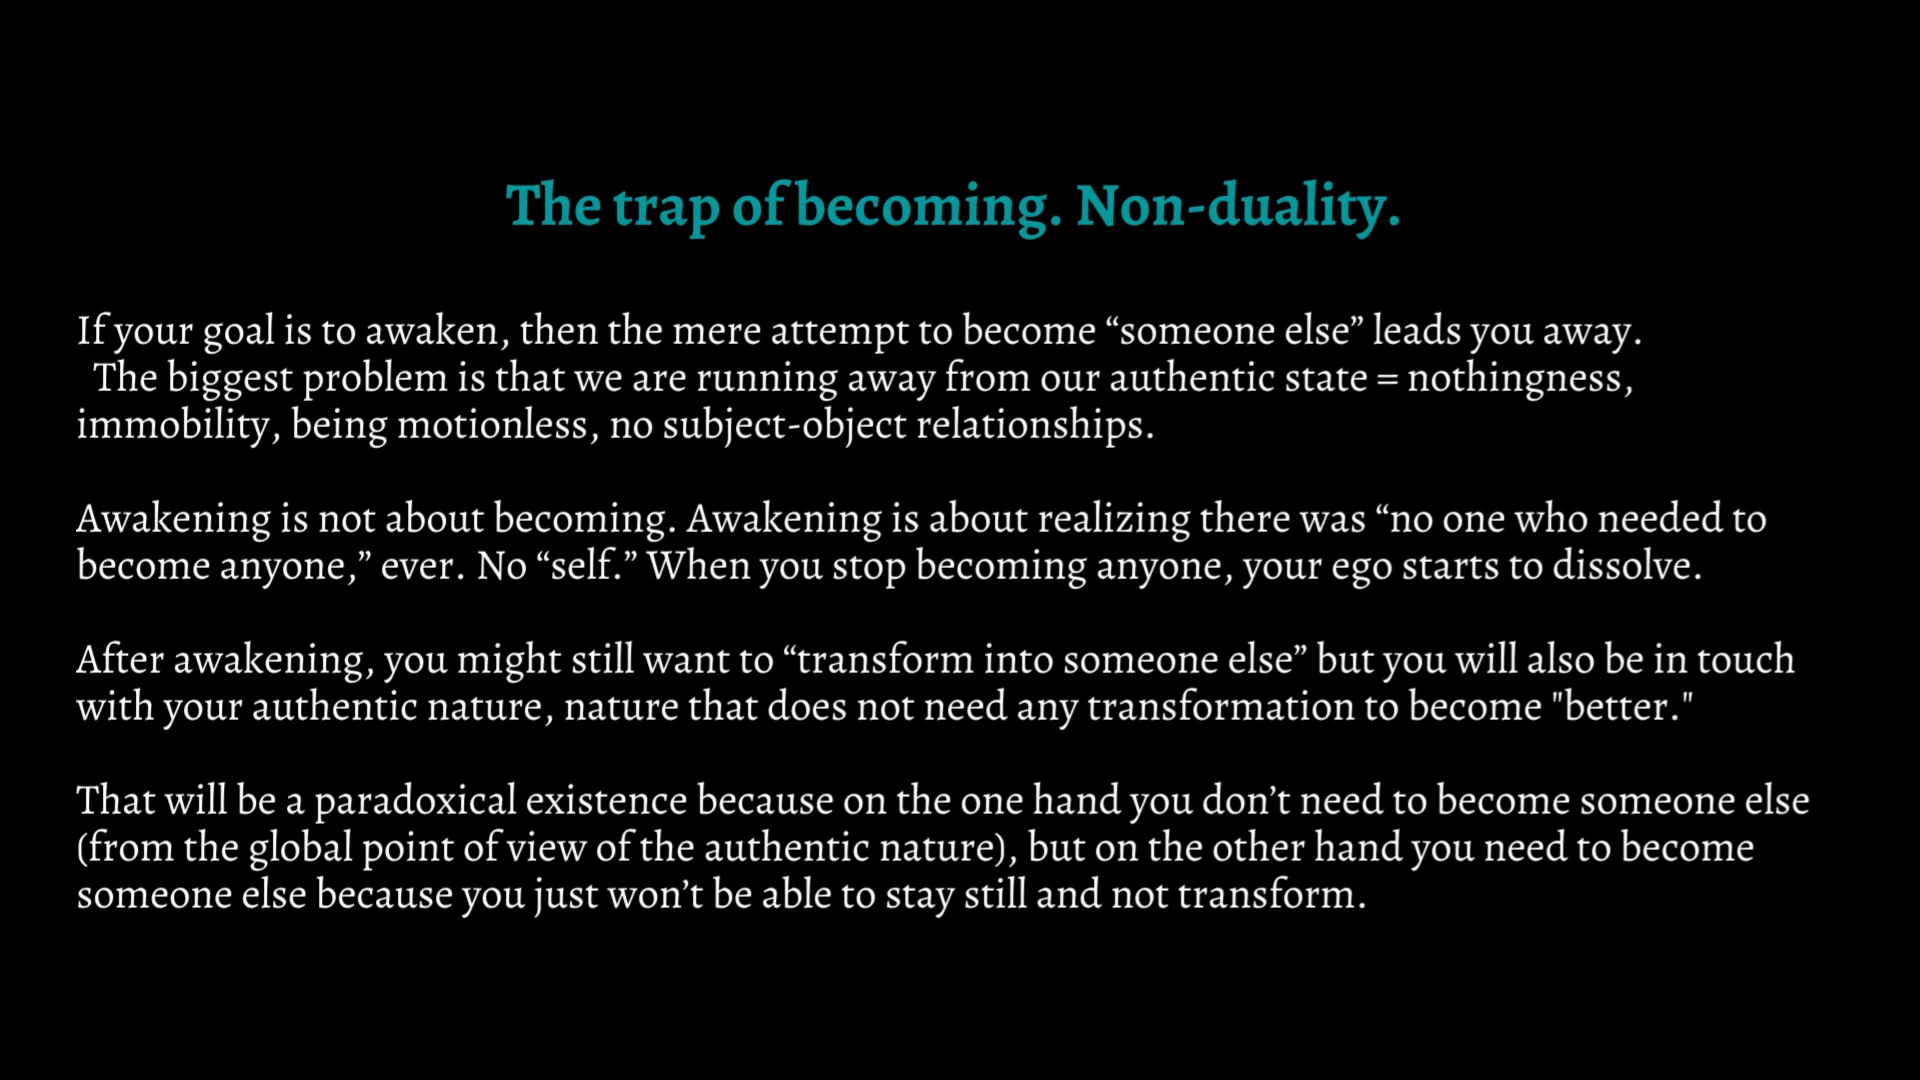 The trap of becoming. Non-duality.
If your goal is to awaken, then the mere attempt to become “someone else” leads you away.
The biggest problem is that we are running away from our authentic state = nothingness,
immobility, being motionless, no subject-object relationships.
Awakening is not about becoming. Awakening is about realizing there was “no one who needed to
become anyone,” ever. No “self.” When you stop becoming anyone, your ego starts to dissolve.
After awakening, you might still want to “transform into someone else” but you will also be in touch
with your authentic nature, nature that does not need any transformation to become "better."
That will be a paradoxical existence because on the one hand you don’t need to become someone else
(from the global point of view of the authentic nature), but on the other hand you need to become
someone else because you just won’t be able to stay still and not transform.